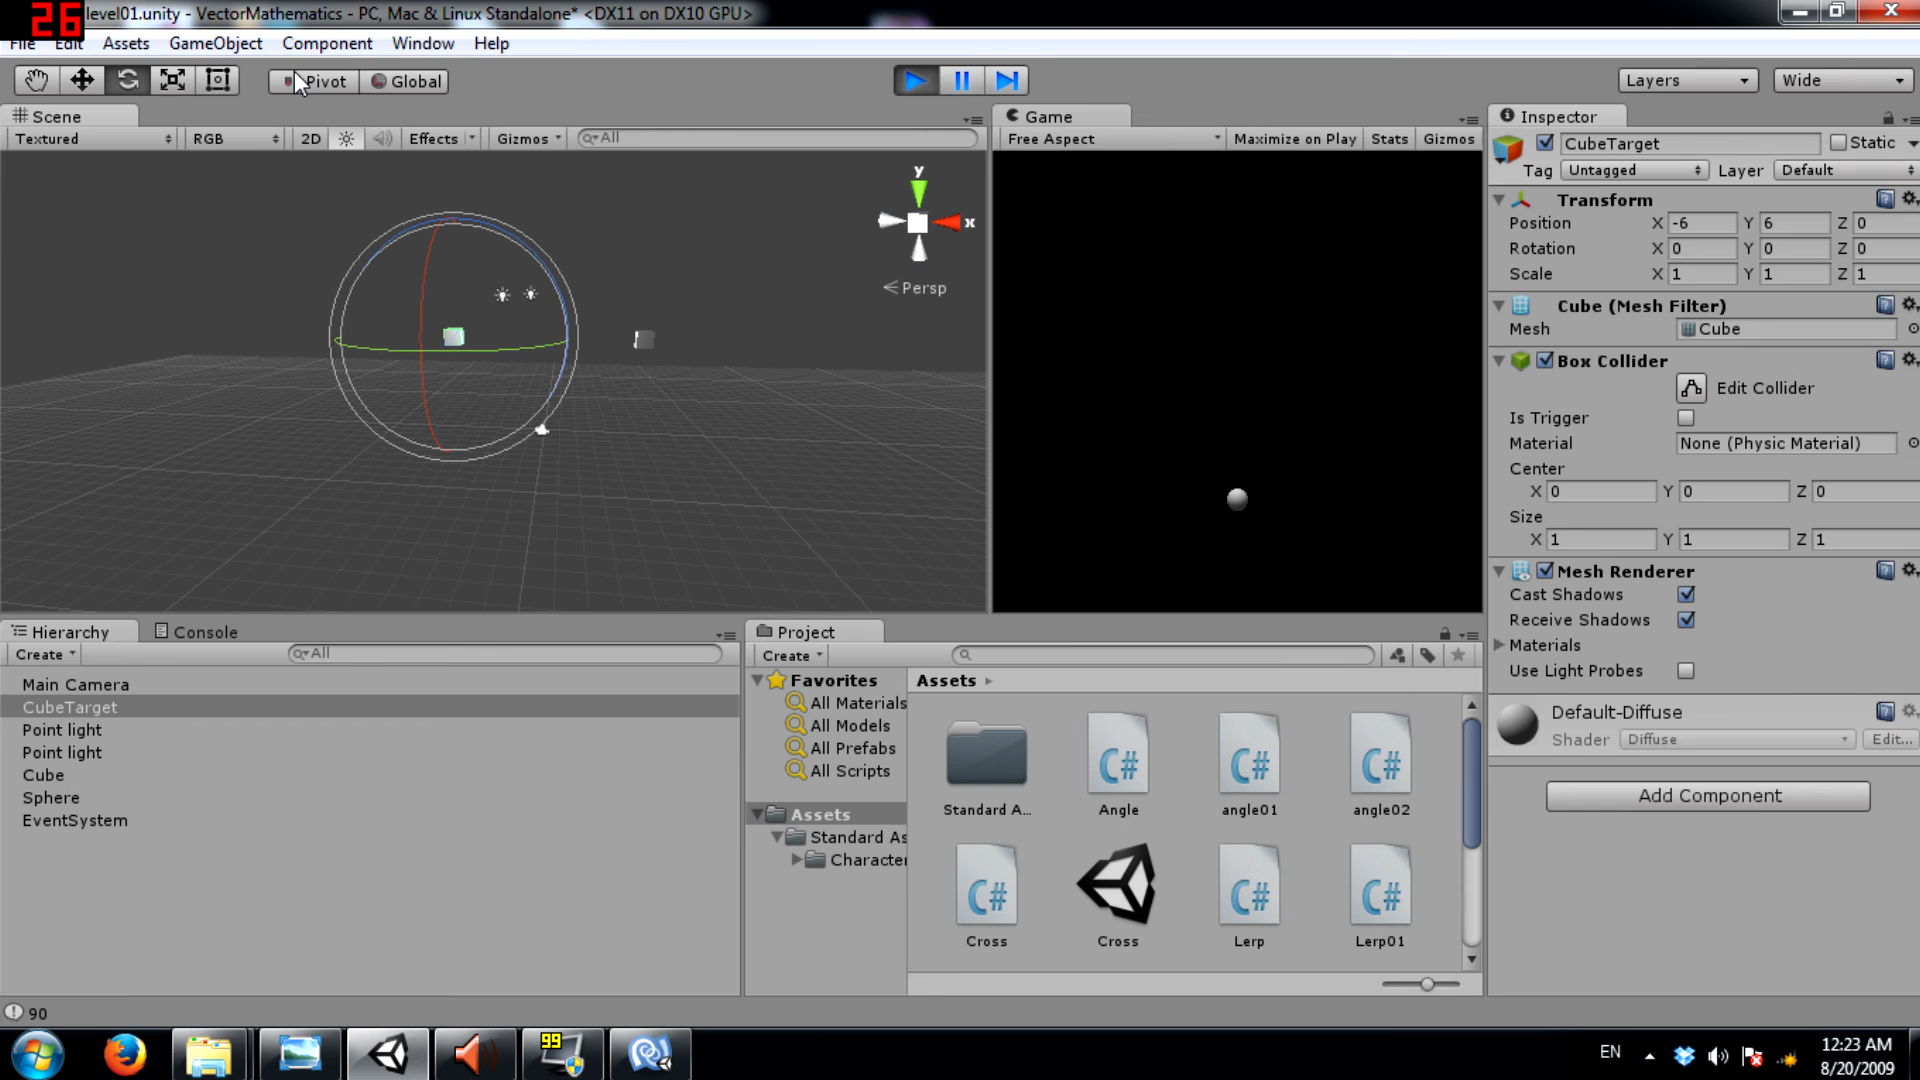 26
level01.unity - VectorMathematics - PC, Mac & Linux Standalone* <DX11 on DX10 GPU>
File Edit Assets GameObject Component Window Help
Pivot Global Layers Wide
Scene
Textured RGB 2D Effects Gizmos All
y
x
Persp
Game
Free Aspect Maximize on Play Stats Gizmos
Inspector
CubeTarget Static
Tag Untagged Layer Default
Transform
Position X -6 Y 6 Z 0
Rotation X 0 Y 0 Z 0
Scale X 1 Y 1 Z 1
Cube (Mesh Filter)
Mesh Cube
Box Collider
Edit Collider
Is Trigger
Material None (Physic Material)
Center
X 0 Y 0 Z 0
Size
X 1 Y 1 Z 1
Mesh Renderer
Cast Shadows
Receive Shadows
Materials
Use Light Probes
Default-Diffuse
Shader Diffuse Edit...
Add Component
Hierarchy Console
Create All
Main Camera
CubeTarget
Point light
Point light
Cube
Sphere
EventSystem
Project
Create
Favorites
All Materials
All Models
All Prefabs
All Scripts
Assets
Standard As
Character
Assets
C# C# C#
Standard A... Angle angle01 angle02
C# C# C#
Cross Cross Lerp Lerp01
90
99
EN
12:23 AM
8/20/2009